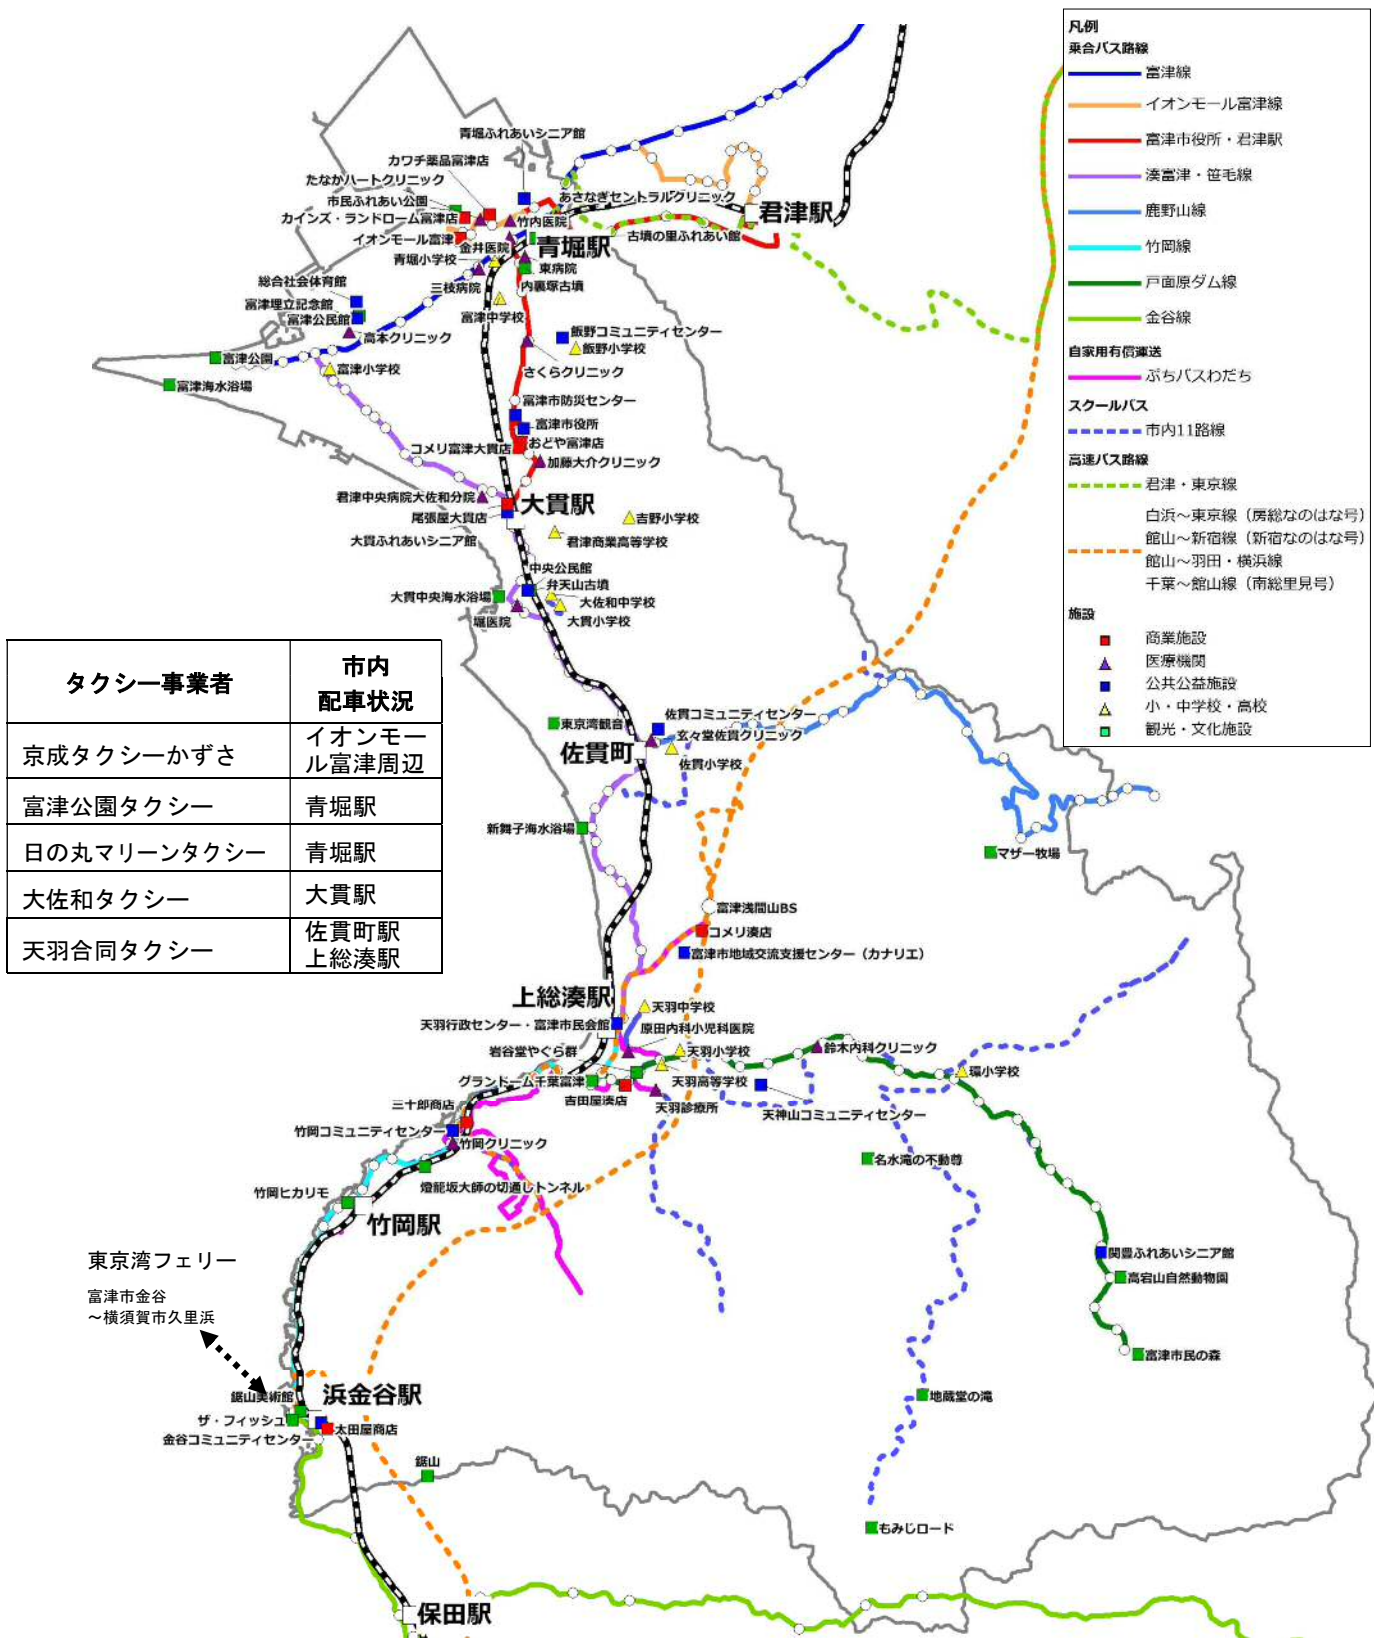 凡例
乗合バス路線
富津線
イオンモール富津線
富津市役所・君津駅
湊富津・笹毛線
鹿野山線
竹岡線
戸面原ダム線
金谷線
自家用有償運送
ぷちバスわだち
スクールバス
市内11路線
高速バス路線
君津・東京線
白浜～東京線（房総なのはな号）
館山～新宿線（新宿なのはな号）
館山～羽田・横浜線
千葉～館山線（南総里見号）
施設
商業施設
医療機関
公共公益施設
小・中学校・高校
観光・文化施設
青堀ふれあいシニア館
カワチ薬品富津店
たなかハートクリニック
市民ふれあい公園
カインズ・ランドローム富津店
イオンモール富津
あさなぎセントラルクリニック
竹内医院
君津駅
古墳の里ふれあい館
金井医院
青堀駅
青堀小学校
東病院
三枝病院
内裏塚古墳
総合社会体育館
富津埋立記念館
富津公民館
富津中学校
高本クリニック
飯野コミュニティセンター
飯野小学校
富津公園
富津小学校
さくらクリニック
富津海水浴場
富津市防災センター
富津市役所
コメリ富津大貫店
おどや富津店
加藤大介クリニック
君津中央病院大佐和分院
大貫駅
尾張屋大貫店
吉野小学校
大貫ふれあいシニア館
君津商業高等学校
中央公民館
弁天山古墳
大貫中央海水浴場
大佐和中学校
堀医院
大貫小学校
タクシー事業者
市内
配車状況
京成タクシーかずさ
イオンモー
ル富津周辺
富津公園タクシー
青堀駅
日の丸マリーンタクシー
青堀駅
大佐和タクシー
大貫駅
天羽合同タクシー
佐貫町駅
上総湊駅
東京湾観音
佐貫コミュニティセンター
玄々堂佐貫クリニック
佐貫町
佐貫小学校
新舞子海水浴場
マザー牧場
富津浅間山BS
コメリ湊店
富津市地域交流支援センター（カナリエ）
上総湊駅
天羽中学校
天羽行政センター・富津市民会館
原田内科小児科医院
岩谷堂やぐら群
天羽小学校
鈴木内科クリニック
グランドーム千葉富津
天羽高等学校
環小学校
吉田屋湊店
天羽診療所
天神山コミュニティセンター
三十郎商店
竹岡コミュニティセンター
竹岡クリニック
名水滝の不動尊
燈籠坂大師の切通しトンネル
竹岡ヒカリモ
竹岡駅
東京湾フェリー
富津市金谷
～横須賀市久里浜
関豊ふれあいシニア館
高宕山自然動物園
富津市民の森
鋸山美術館
浜金谷駅
地蔵堂の滝
ザ・フィッシュ
太田屋商店
金谷コミュニティセンター
鋸山
もみじロード
保田駅